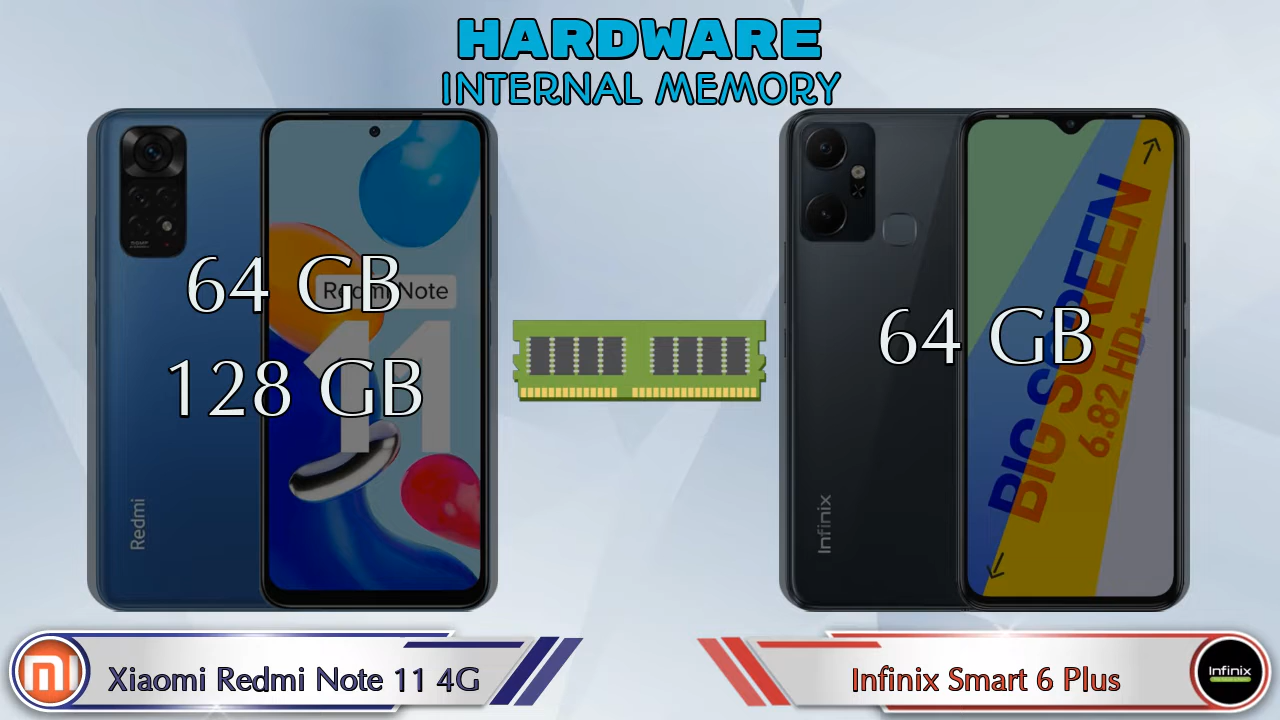 HARDWARE
INTERNAL MEMORY
64 GB
128 GB
Redmi Note
11
Redmi
64 GB
BIG SCREEN
6.82 HD+
Infinix
Xiaomi Redmi Note 11 4G
Infinix Smart 6 Plus
Infinix